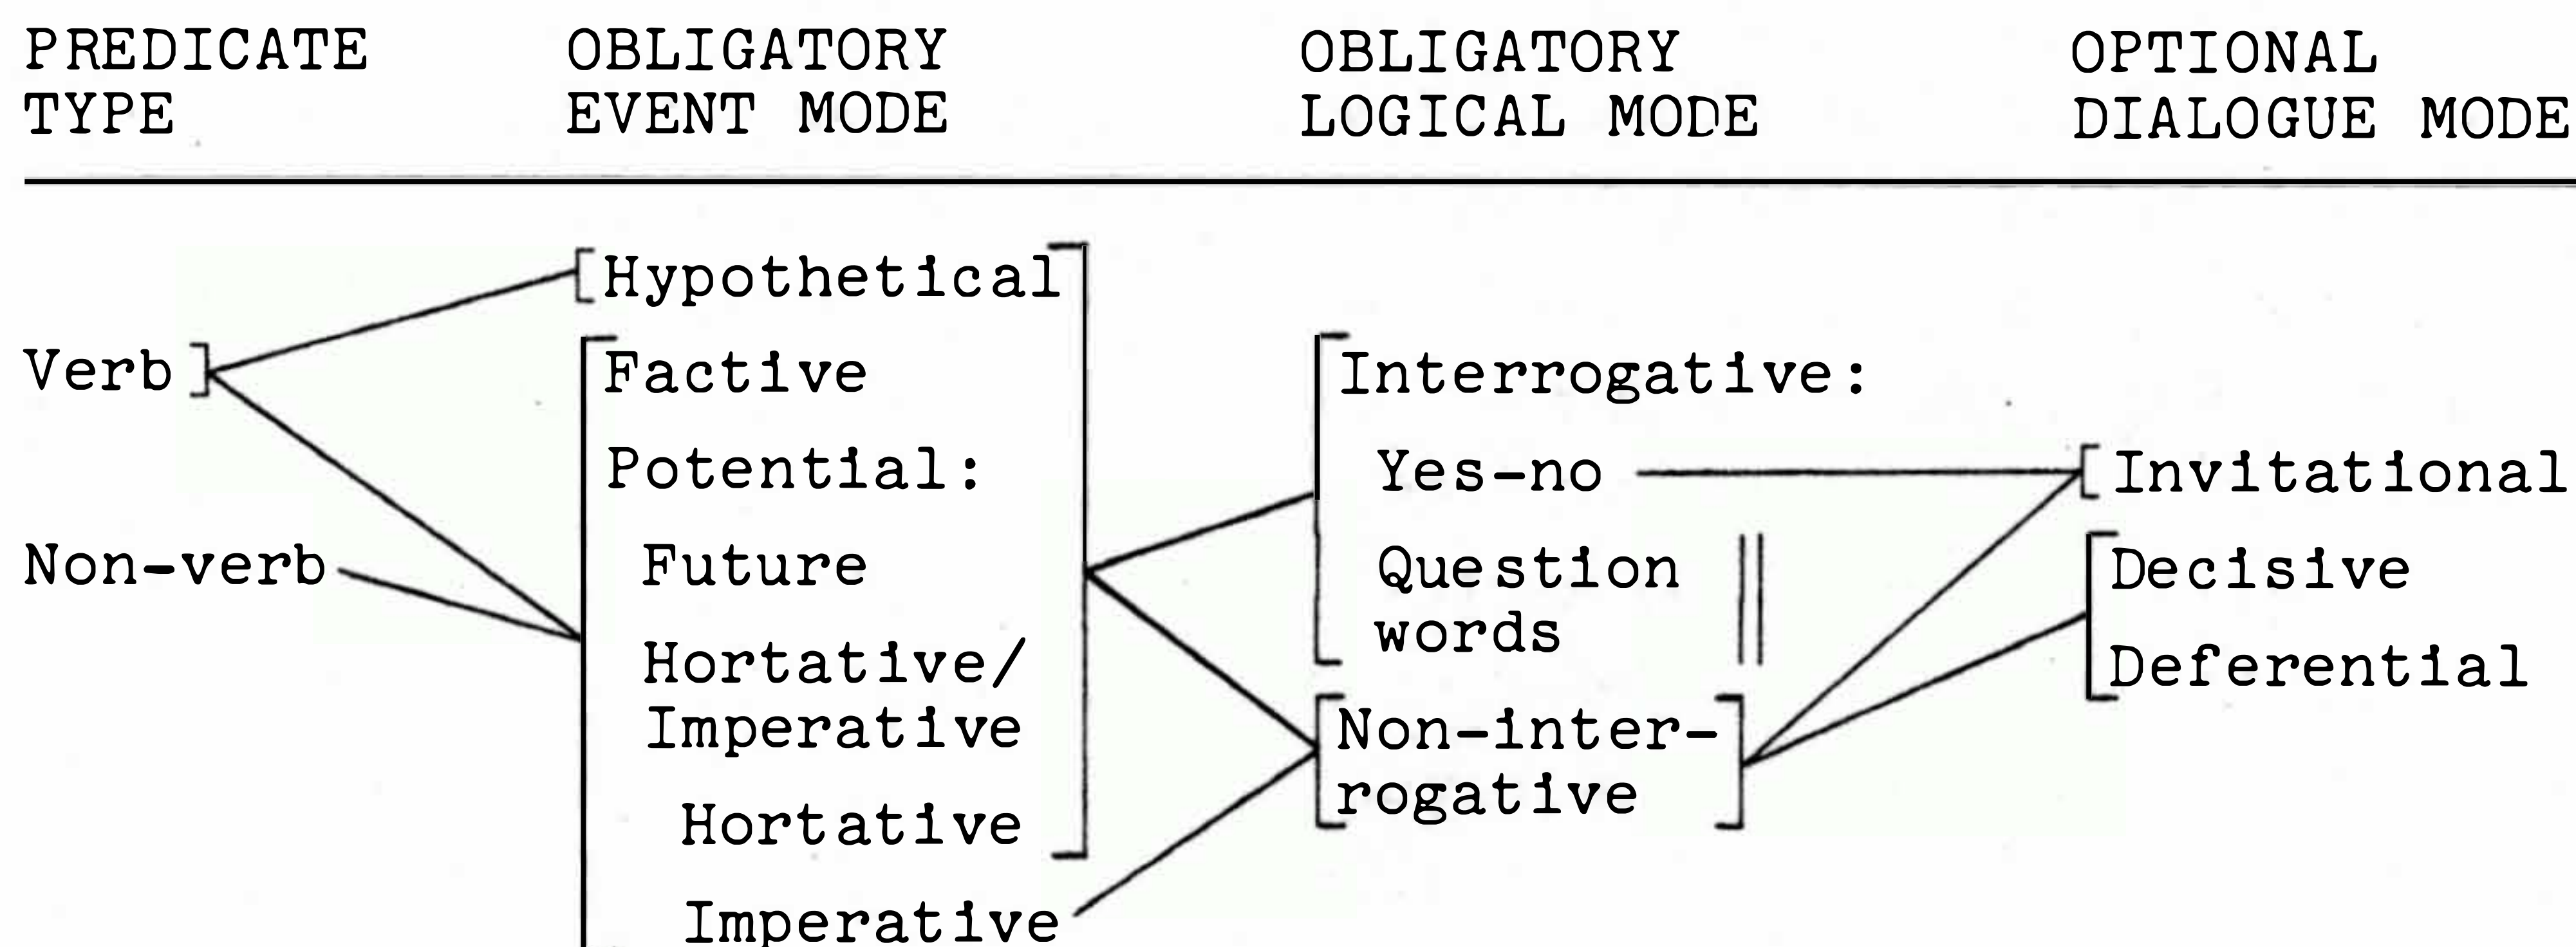 PREDICATE TYPE
OBLIGATORY EVENT MODE
OBLIGATORY LOGICAL MODE
OPTIONAL DIALOGUE MODE
Verb
Non-verb
Hypothetical
Factive
Potential:
Future
Hortative/
Imperative
Hortative
Imperative
Interrogative:
Yes-no
Question
words
Non-inter-
rogative
Invitational
Decisive
Deferential